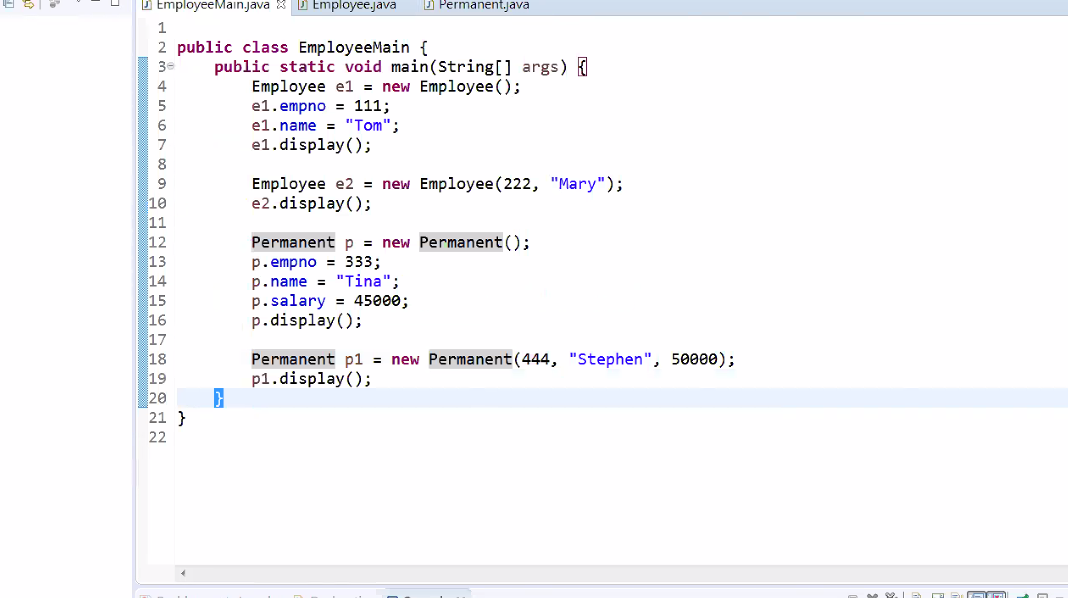 EmployeeMain.java Employee.java Permanent.java
1
2 public class EmployeeMain {
3 public static void main(String[] args) {
4 Employee e1 = new Employee();
5 e1.empno = 111;
6 e1.name = "Tom";
7 e1.display();
8
9 Employee e2 = new Employee(222, "Mary");
10 e2.display();
11
12 Permanent p = new Permanent();
13 p.empno = 333;
14 p.name = "Tina";
15 p.salary = 45000;
16 p.display();
17
18 Permanent p1 = new Permanent(444, "Stephen", 50000);
19 p1.display();
20 }
21 }
22